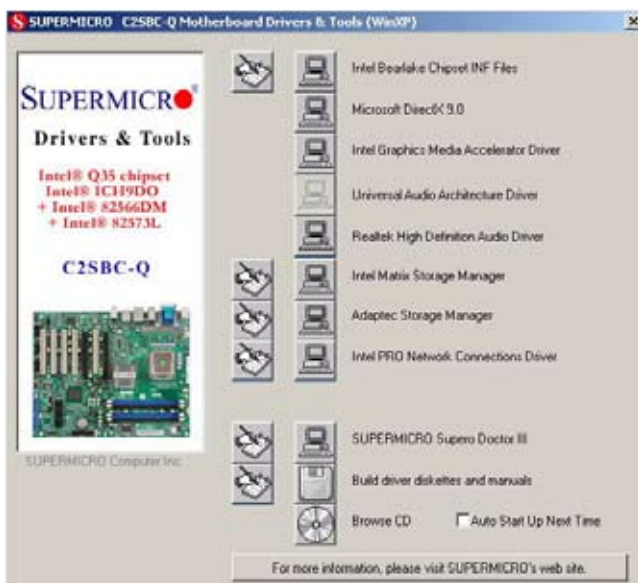 SUPERMICRO C2SBC-Q Motherboard Drivers & Tools (WinXP)
SUPERMICRO®
Drivers & Tools
Intel® Q35 chipset
Intel® ICH9DO
+ Intel® 82566DM
+ Intel® 82573L
C2SBC-Q
SUPERMICRO Computer Inc.
Intel Bearlake Chipset INF Files
Microsoft DirectX 9.0
Intel Graphics Media Accelerator Driver
Universal Audio Architecture Driver
Realtek High Definition Audio Driver
Intel Matrix Storage Manager
Adaptec Storage Manager
Intel PRO Network Connections Driver
SUPERMICRO Supero Doctor III
Build driver diskettes and manuals
Browse CD
Auto Start Up Next Time
For more information, please visit SUPERMICRO's web site.